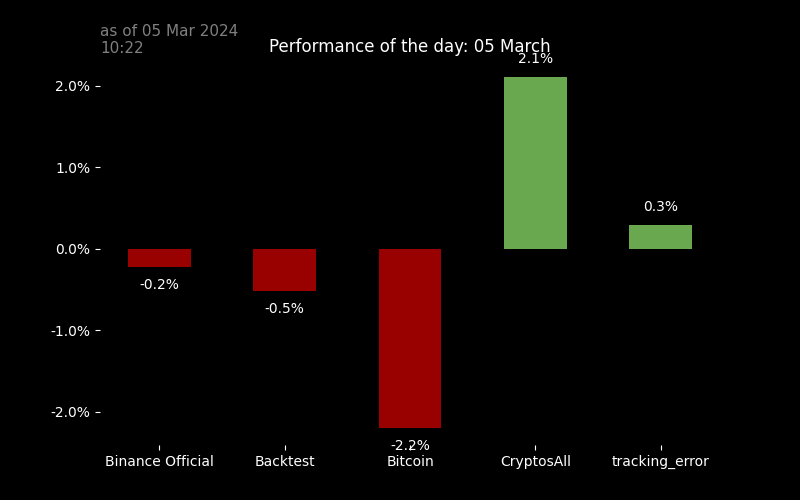 as of 05 Mar 2024
10:22
Performance of the day: 05 March
2.1%
2.0%
1.0%
0.3%
0.0%
-0.2%
-0.5%
-1.0%
-2.0%
-2.2%
Binance Official
Backtest
Bitcoin
CryptosAll
tracking_error